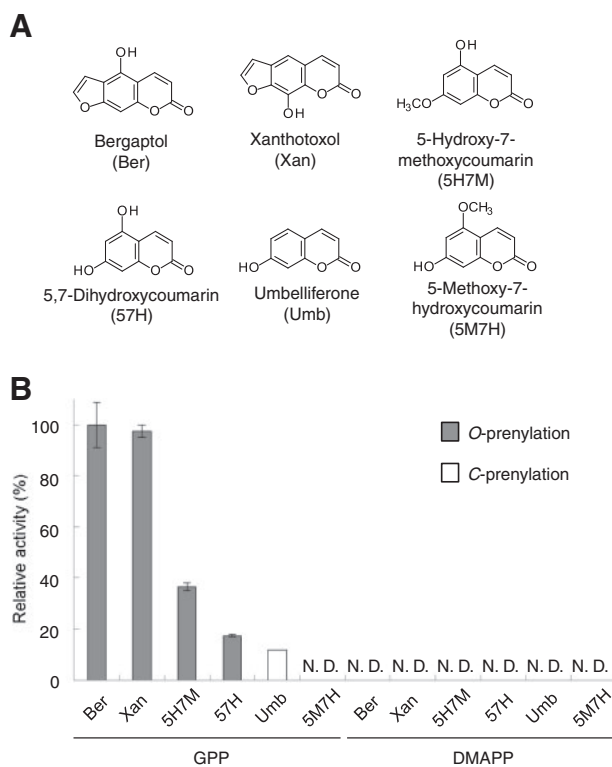 A
OH
O
O
O
Bergaptol
(Ber)
O
O
O
OH
Xanthotoxol
(Xan)
OH
H₃CO
O
O
5-Hydroxy-7-
methoxycoumarin
(5H7M)
OH
HO
O
O
5,7-Dihydroxycoumarin
(57H)
HO
O
O
Umbelliferone
(Umb)
OCH₃
HO
O
O
5-Methoxy-7-
hydroxycoumarin
(5M7H)
B
Relative activity (%)
100
80
60
40
20
0
O-prenylation
C-prenylation
N. D. N. D. N. D. N. D. N. D. N. D. N. D.
Ber Xan 5H7M 57H Umb 5M7H Ber Xan 5H7M 57H Umb 5M7H
GPP DMAPP